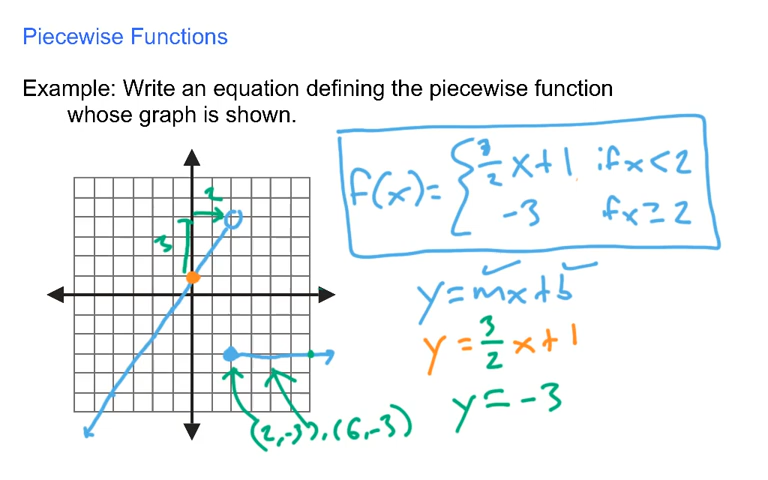 Piecewise Functions
Example: Write an equation defining the piecewise function
whose graph is shown.
f(x)= { 3/2 x+1 if x<2
-3 if x≥2
2
3
y=mx+b
y=3/2 x+1
y=-3
(2,-3), (6,-3)